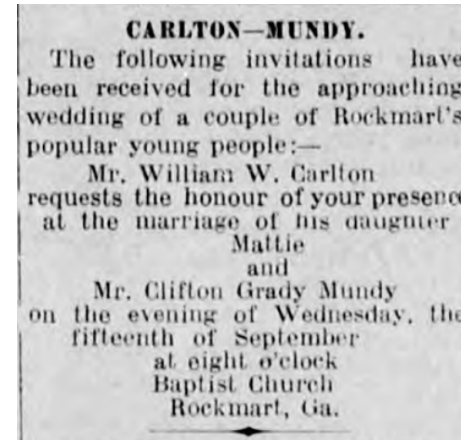 CARLTON—MUNDY.
The following invitations have
been received for the approaching
wedding of a couple of Rockmart's
popular young people:—
Mr. William W. Carlton
requests the honour of your presence
at the marriage of his daughter
Mattie
and
Mr. Clifton Grady Mundy
on the evening of Wednesday, the
fifteenth of September
at eight o'clock
Baptist Church
Rockmart, Ga.